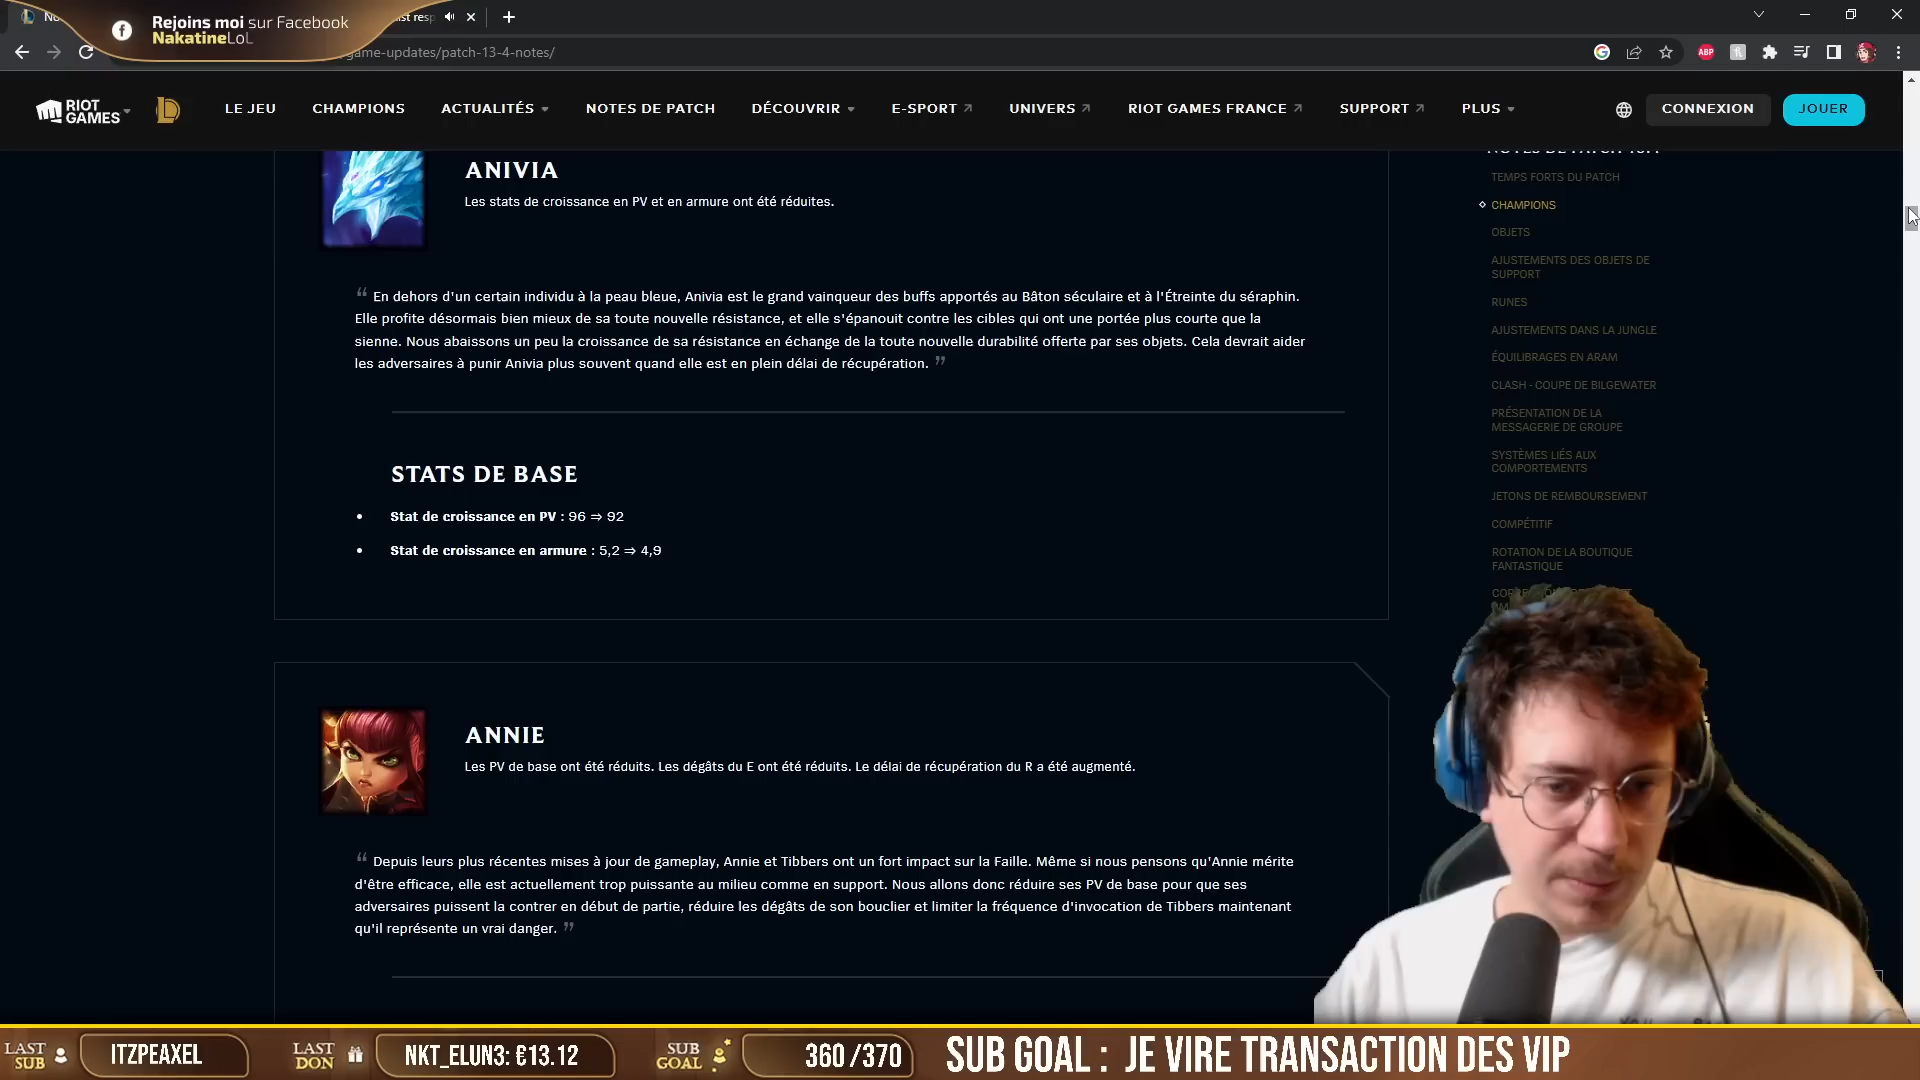 Rejoins moi sur Facebook
NakatineLoL
game-updates/patch-13-4-notes/
ABP
RIOT GAMES
LE JEU
CHAMPIONS
ACTUALITÉS
NOTES DE PATCH
DÉCOUVRIR
E-SPORT
UNIVERS
RIOT GAMES FRANCE
SUPPORT
PLUS
CONNEXION
JOUER
ANIVIA
Les stats de croissance en PV et en armure ont été réduites.
“ En dehors d'un certain individu à la peau bleue, Anivia est le grand vainqueur des buffs apportés au Bâton séculaire et à l'Étreinte du séraphin.
Elle profite désormais bien mieux de sa toute nouvelle résistance, et elle s'épanouit contre les cibles qui ont une portée plus courte que la
sienne. Nous abaissons un peu la croissance de sa résistance en échange de la toute nouvelle durabilité offerte par ses objets. Cela devrait aider
les adversaires à punir Anivia plus souvent quand elle est en plein délai de récupération. ”
STATS DE BASE
• Stat de croissance en PV : 96 ⇒ 92
• Stat de croissance en armure : 5,2 ⇒ 4,9
ANNIE
Les PV de base ont été réduits. Les dégâts du E ont été réduits. Le délai de récupération du R a été augmenté.
“ Depuis leurs plus récentes mises à jour de gameplay, Annie et Tibbers ont un fort impact sur la Faille. Même si nous pensons qu'Annie mérite
d'être efficace, elle est actuellement trop puissante au milieu comme en support. Nous allons donc réduire ses PV de base pour que ses
adversaires puissent la contrer en début de partie, réduire les dégâts de son bouclier et limiter la fréquence d'invocation de Tibbers maintenant
qu'il représente un vrai danger. ”
TEMPS FORTS DU PATCH
CHAMPIONS
OBJETS
AJUSTEMENTS DES OBJETS DE
SUPPORT
RUNES
AJUSTEMENTS DANS LA JUNGLE
ÉQUILIBRAGES EN ARAM
CLASH - COUPE DE BILGEWATER
PRÉSENTATION DE LA
MESSAGERIE DE GROUPE
SYSTÈMES LIÉS AUX
COMPORTEMENTS
JETONS DE REMBOURSEMENT
COMPÉTITIF
ROTATION DE LA BOUTIQUE
FANTASTIQUE
LAST SUB
ITZPEAXEL
LAST DON
NKT_ELUN3: €13.12
SUB GOAL
360 /370
SUB GOAL : JE VIRE TRANSACTION DES VIP